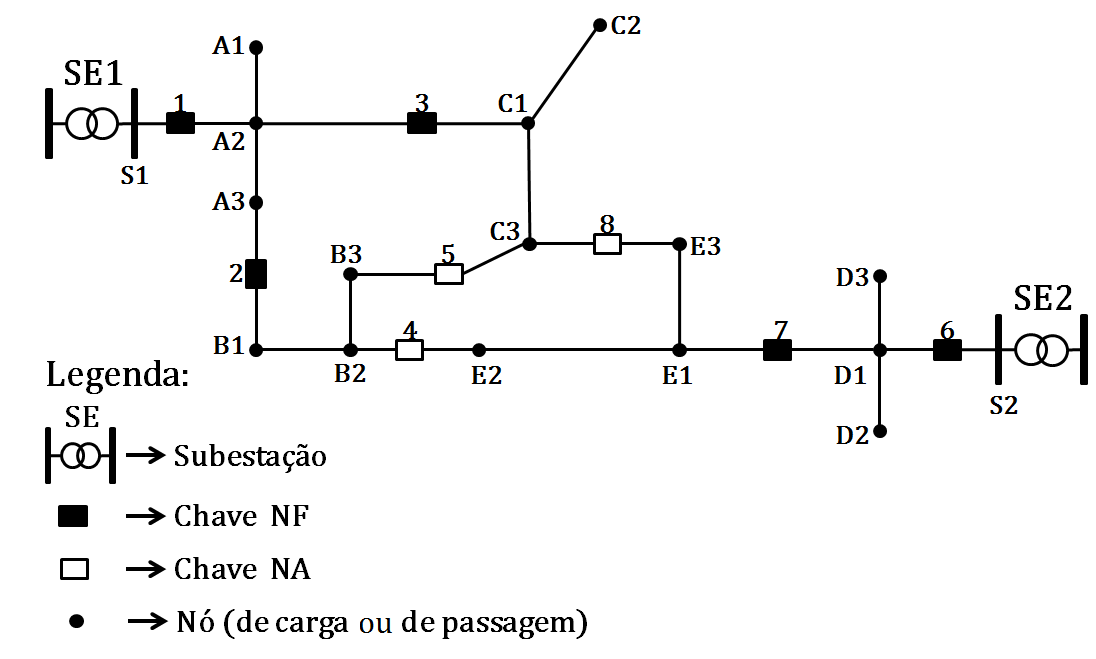 C2
A1
SE1
1
3
C1
A2
S1
A3
C3
8
E3
B3
5
2
D3
SE2
B1
4
7
6
B2
E2
E1
D1
S2
Legenda:
SE
D2
Subestação
Chave NF
Chave NA
Nó (de carga ou de passagem)